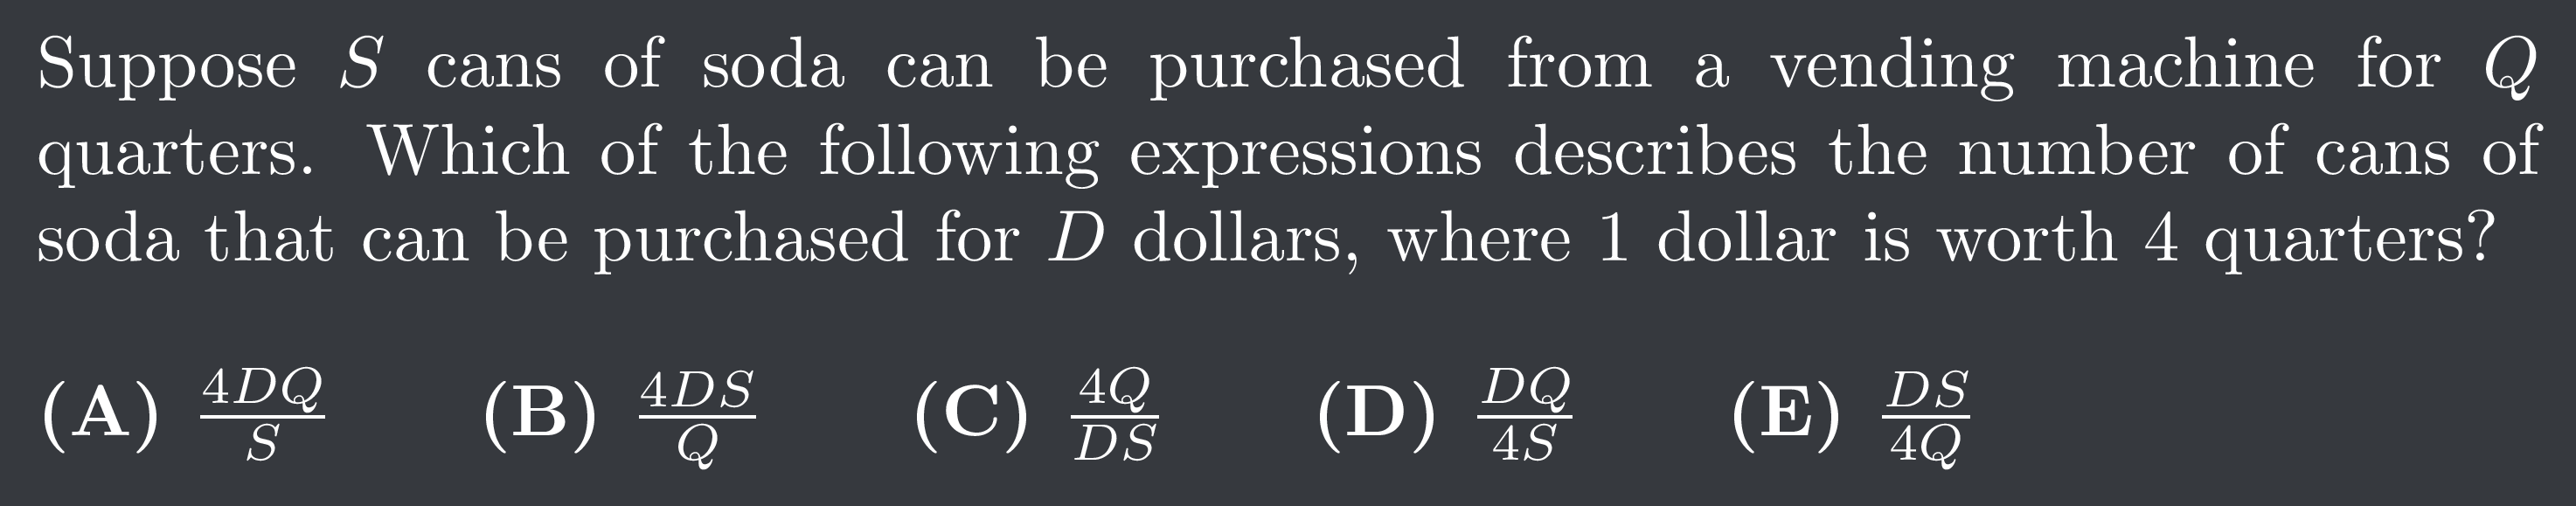 Suppose S cans of soda can be purchased from a vending machine for Q
quarters. Which of the following expressions describes the number of cans of
soda that can be purchased for D dollars, where 1 dollar is worth 4 quarters?
(A) \frac{4DQ}{S} (B) \frac{4DS}{Q} (C) \frac{4Q}{DS} (D) \frac{DQ}{4S} (E) \frac{DS}{4Q}